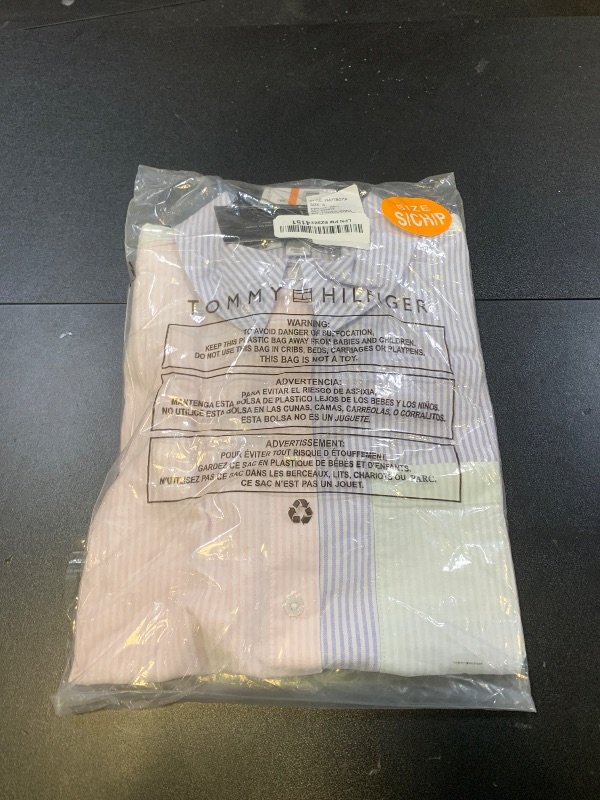 SIZE
S/CH/P
TOMMY HILFIGER
WARNING:
TO AVOID DANGER OF SUFFOCATION,
KEEP THIS PLASTIC BAG AWAY FROM BABIES AND CHILDREN.
DO NOT USE THIS BAG IN CRIBS, BEDS, CARRIAGES OR PLAYPENS.
THIS BAG IS NOT A TOY.
ADVERTENCIA:
PARA EVITAR EL RIESGO DE ASFIXIA,
MANTENGA ESTA BOLSA DE PLASTICO LEJOS DE LOS BEBES Y LOS NIÑOS.
NO UTILICE ESTA BOLSA EN LAS CUNAS, CAMAS, CARREOLAS, O CORRALITOS.
ESTA BOLSA NO ES UN JUGUETE.
ADVERTISSEMENT:
POUR ÉVITER TOUT RISQUE D'ÉTOUFFEMENT
GARDEZ CE SAC EN PLASTIQUE DE BÉBES ET D'ENFANTS.
N'UTILISEZ PAS CE SAC DANS LES BERCEAUX, LITS, CHARIOTS OU PARC.
CE SAC N'EST PAS UN JOUET.